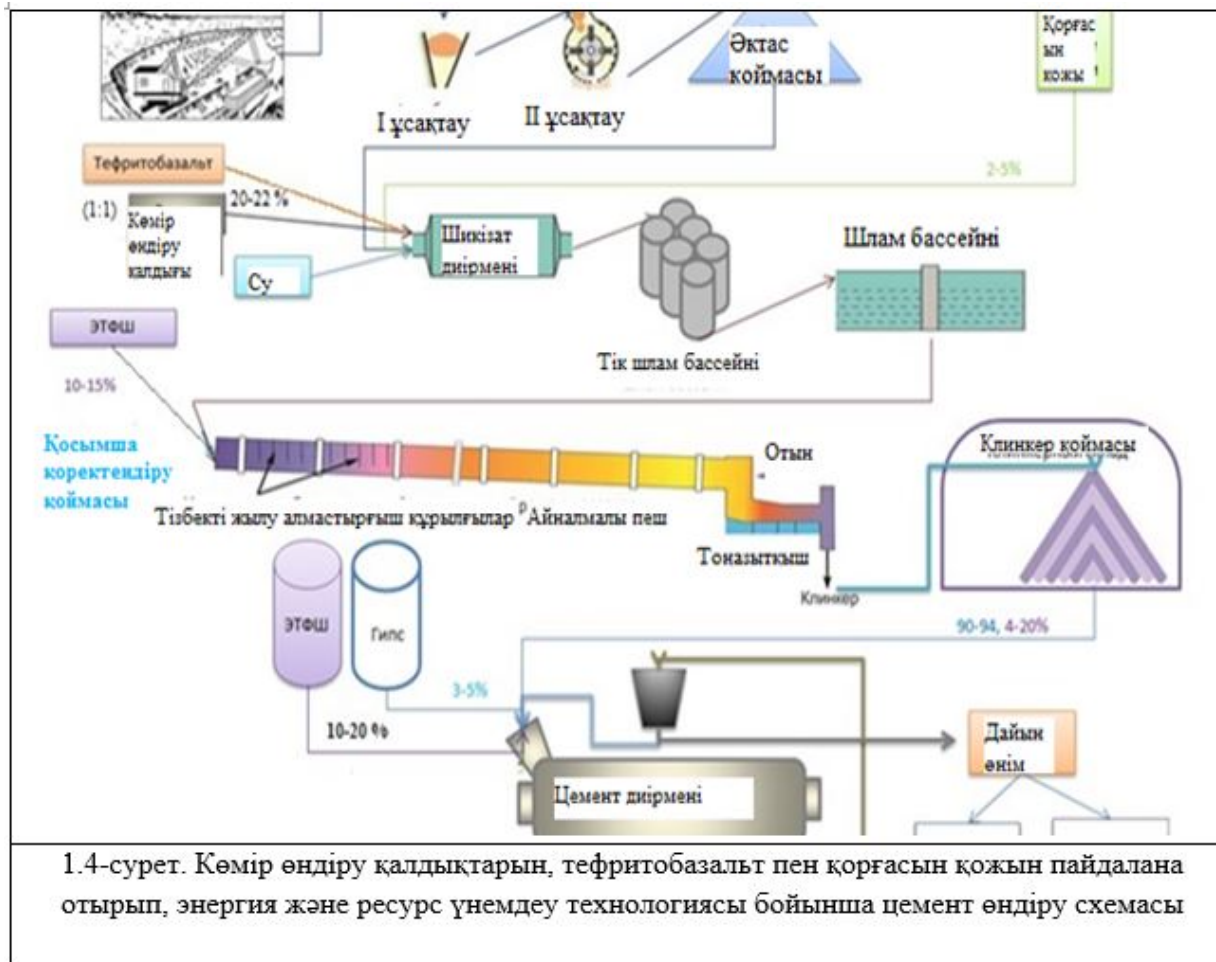 Қорғас
ын
қожы
Әктас
қоймасы
I ұсақтау
II ұсақтау
Тефритобазальт
2-5%
20-22 %
(1:1)
Көмір
өндіру
қалдығы
Шикізат
диірмені
Шлам бассейні
Су
ЭТФШ
Тік шлам бассейні
10-15%
Қосымша
қоректендіру
қоймасы
Отын
Клинкер қоймасы
Тізбекті жылу алмастырғыш құрылғылар
Айналмалы пеш
Тоңазытқыш
Клинкер
ЭТФШ
Гипс
90-94, 4-20%
3-5%
10-20 %
Дайын
өнім
Цемент диірмені
1.4-сурет. Көмір өндіру қалдықтарын, тефритобазальт пен қорғасын қожын пайдалана
отырып, энергия және ресурс үнемдеу технологиясы бойынша цемент өндіру схемасы